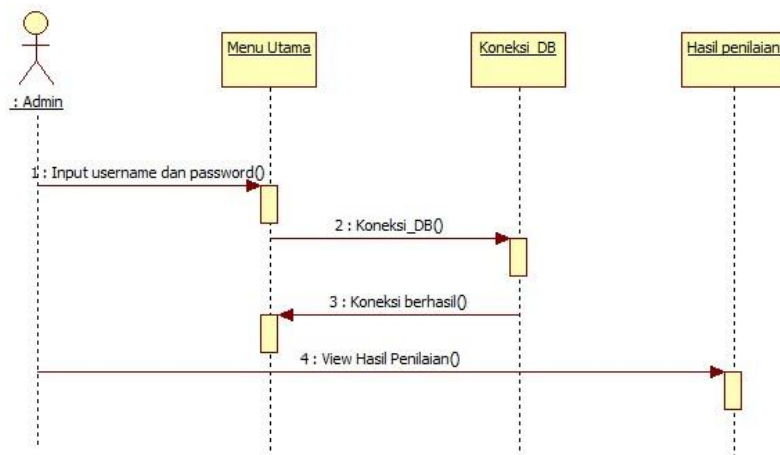 Menu Utama
Koneksi_DB
Hasil penilaian
: Admin
1 : Input username dan password()
2 : Koneksi_DB()
3 : Koneksi berhasil()
4 : View Hasil Penilaian()